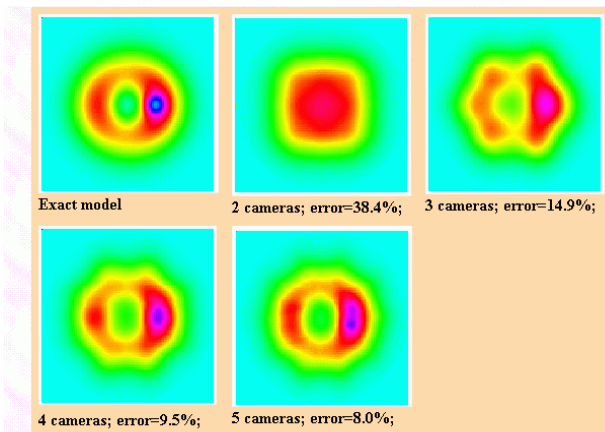 Exact model
2 cameras; error=38.4%;
3 cameras; error=14.9%;
4 cameras; error=9.5%;
5 cameras; error=8.0%;